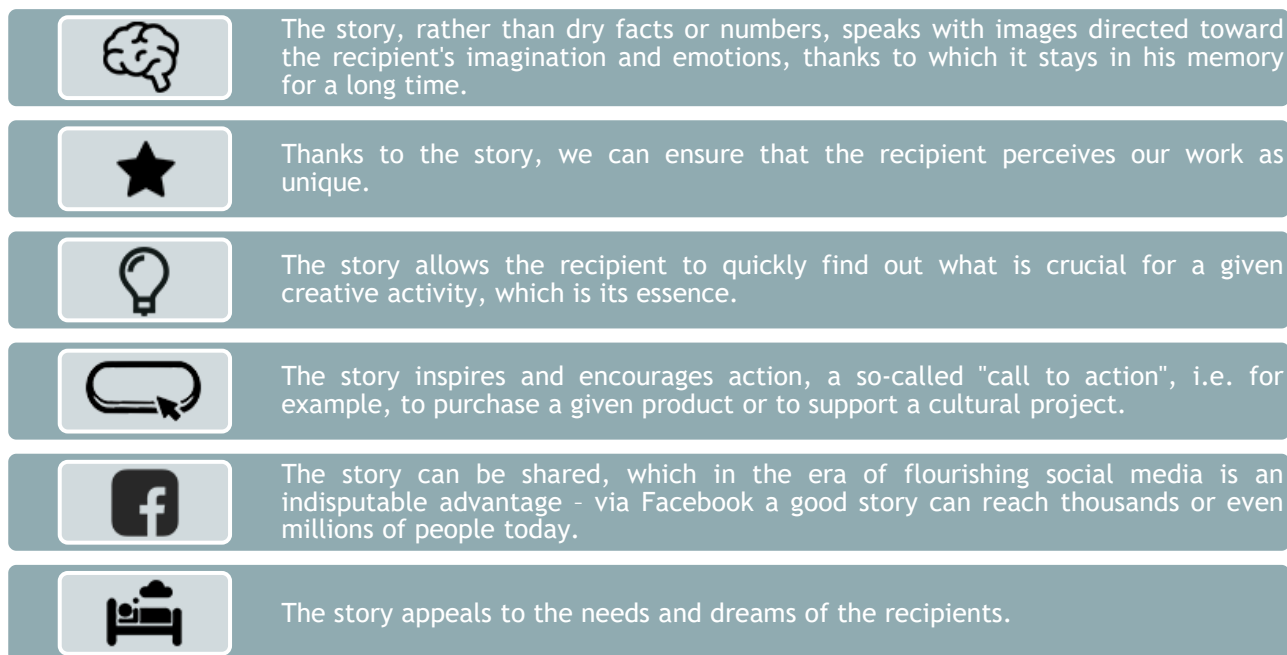 The story, rather than dry facts or numbers, speaks with images directed toward
the recipient's imagination and emotions, thanks to which it stays in his memory
for a long time.
Thanks to the story, we can ensure that the recipient perceives our work as
unique.
The story allows the recipient to quickly find out what is crucial for a given
creative activity, which is its essence.
The story inspires and encourages action, a so-called "call to action", i.e. for
example, to purchase a given product or to support a cultural project.
The story can be shared, which in the era of flourishing social media is an
indisputable advantage – via Facebook a good story can reach thousands or even
millions of people today.
The story appeals to the needs and dreams of the recipients.